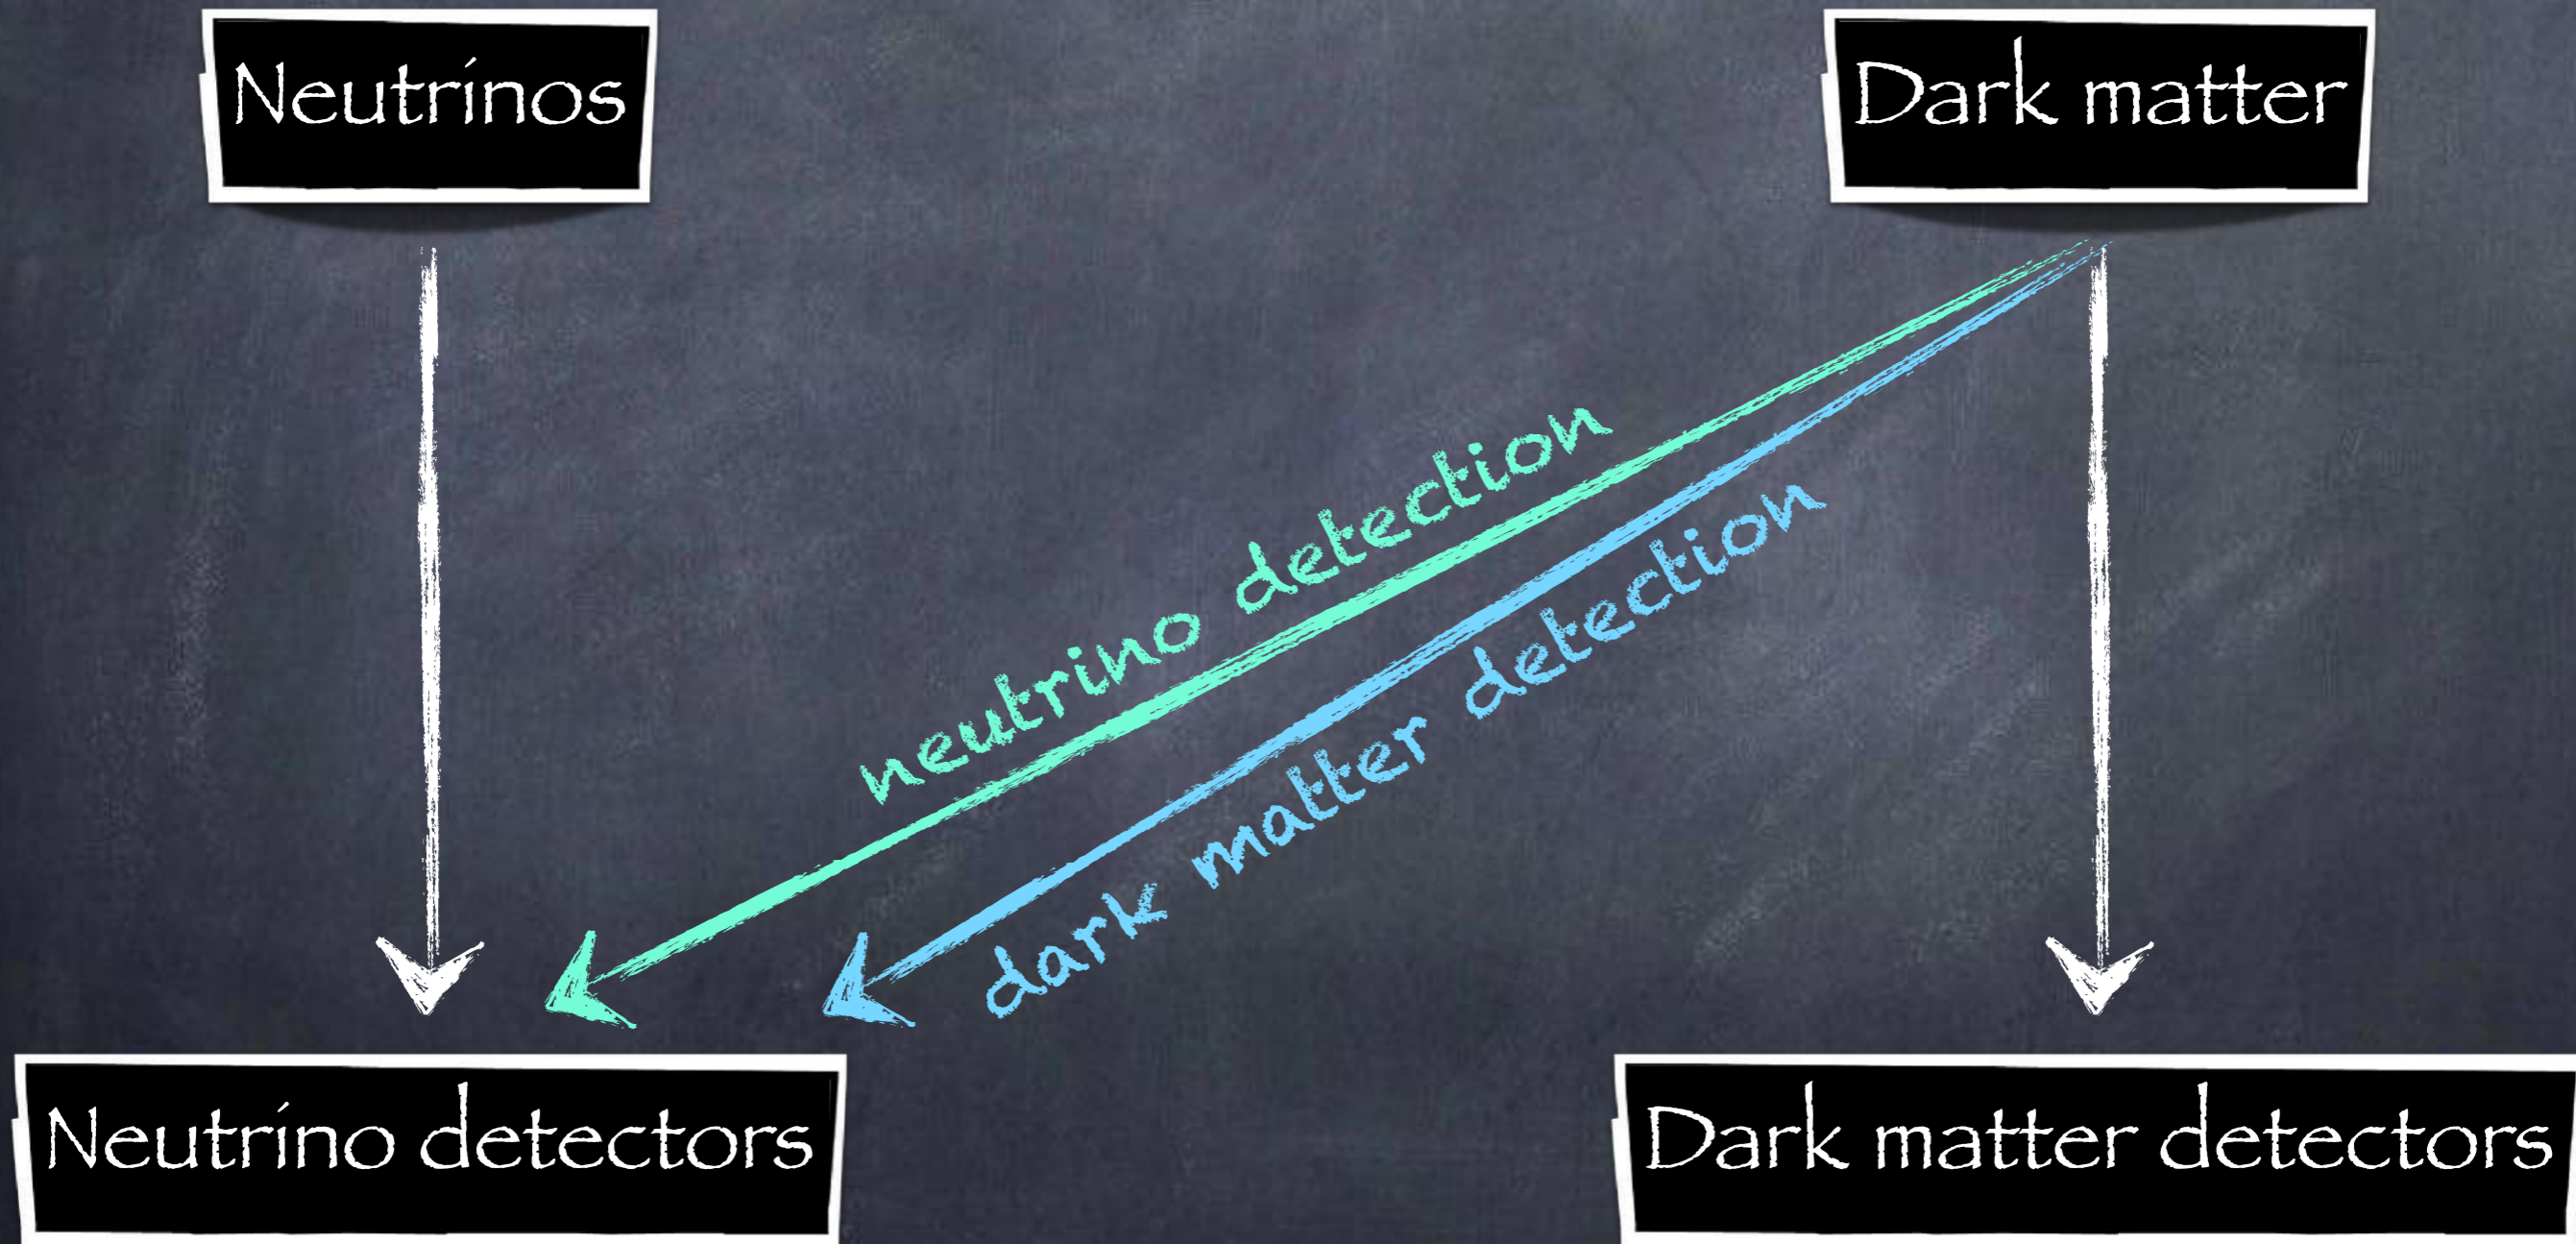 Neutrinos
Dark matter
neutrino detection
dark matter detection
Neutrino detectors
Dark matter detectors